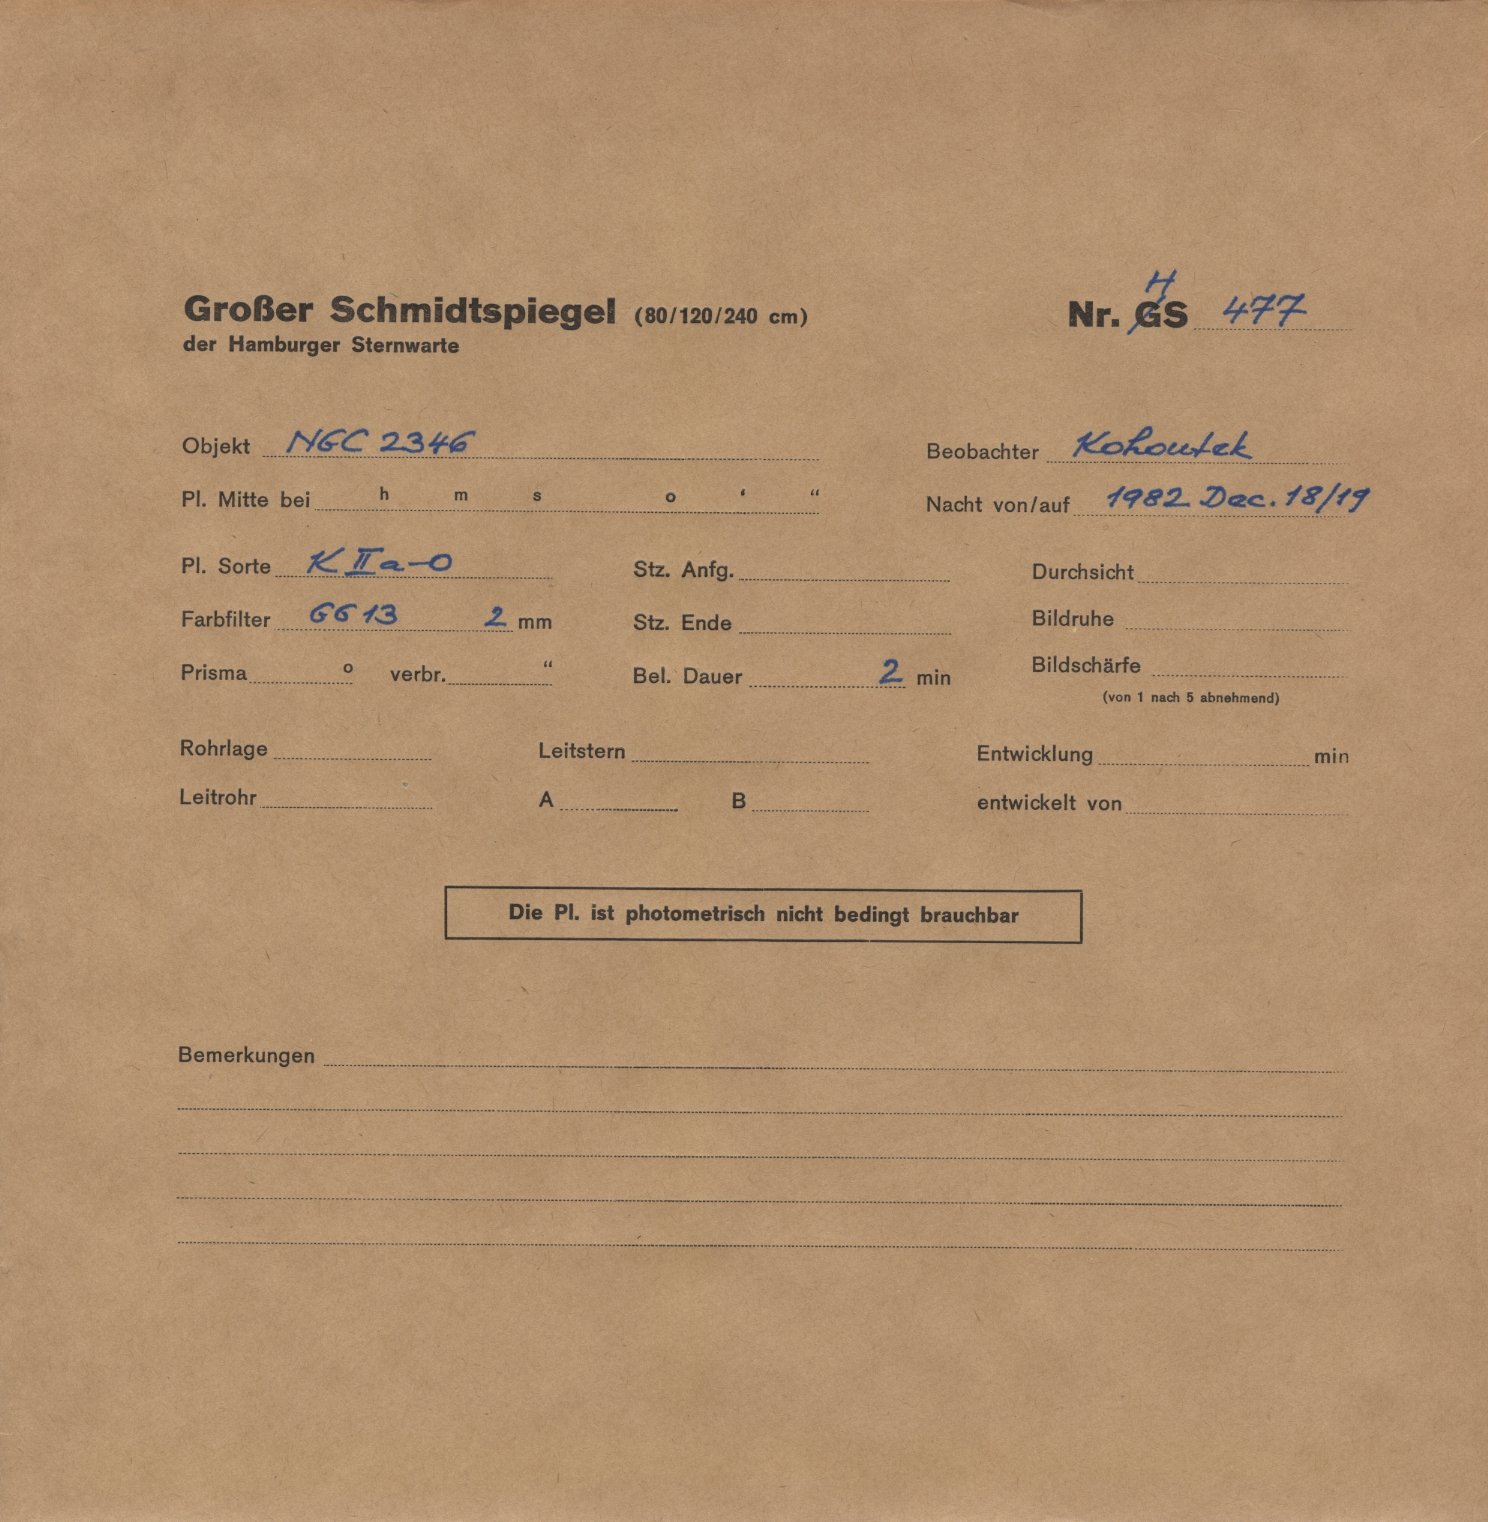 Großer Schmidtspiegel (80/120/240 cm) Nr. GS H 477
der Hamburger Sternwarte
Objekt NGC 2346 Beobachter Kohoutek
Pl. Mitte bei h m s o ‘ “ Nacht von/auf 1982 Dec. 18/19
Pl. Sorte K IIa-O Stz. Anfg. Durchsicht
Farbfilter GG 13 2 mm Stz. Ende Bildruhe
Prisma o verbr. “ Bel. Dauer 2 min Bildschärfe
(von 1 nach 5 abnehmend)
Rohrlage Leitstern Entwicklung min
Leitrohr A B entwickelt von
Die Pl. ist photometrisch nicht bedingt brauchbar
Bemerkungen